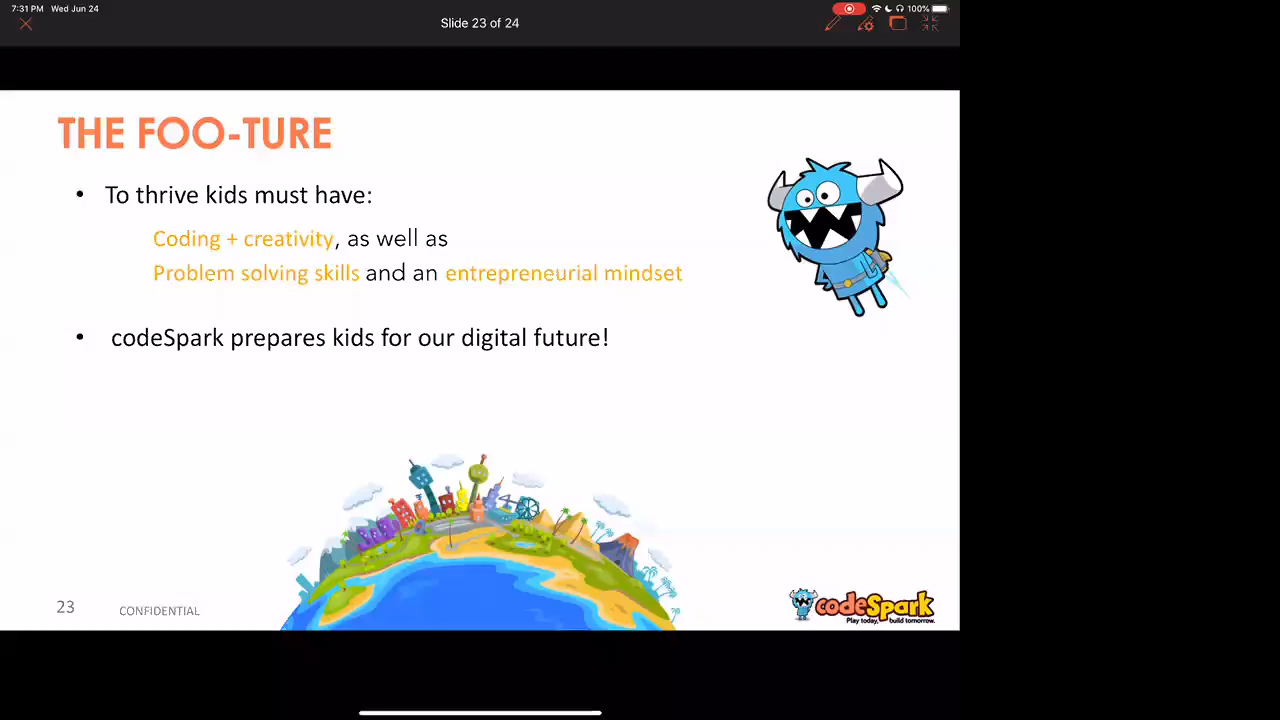 7:31 PM Wed Jun 24
100%
Slide 23 of 24
THE FOO-TURE
• To thrive kids must have:
Coding + creativity, as well as
Problem solving skills and an entrepreneurial mindset
• codeSpark prepares kids for our digital future!
23 CONFIDENTIAL
codeSpark
Play today, build tomorrow.